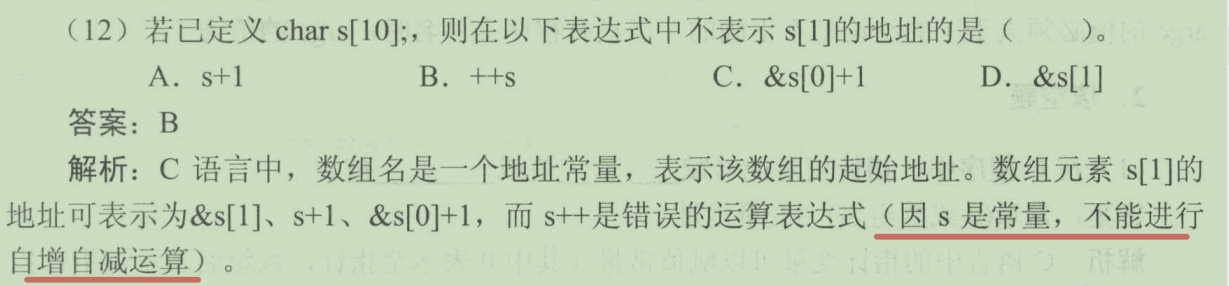 （12）若已定义 char s[10];，则在以下表达式中不表示 s[1]的地址的是（　　）。
A．s+1　　B．++s　　C．&s[0]+1　　D．&s[1]
答案：B
解析：C 语言中，数组名是一个地址常量，表示该数组的起始地址。数组元素 s[1]的
地址可表示为&s[1]、s+1、&s[0]+1，而 s++是错误的运算表达式（因 s 是常量，不能进行
自增自减运算）。